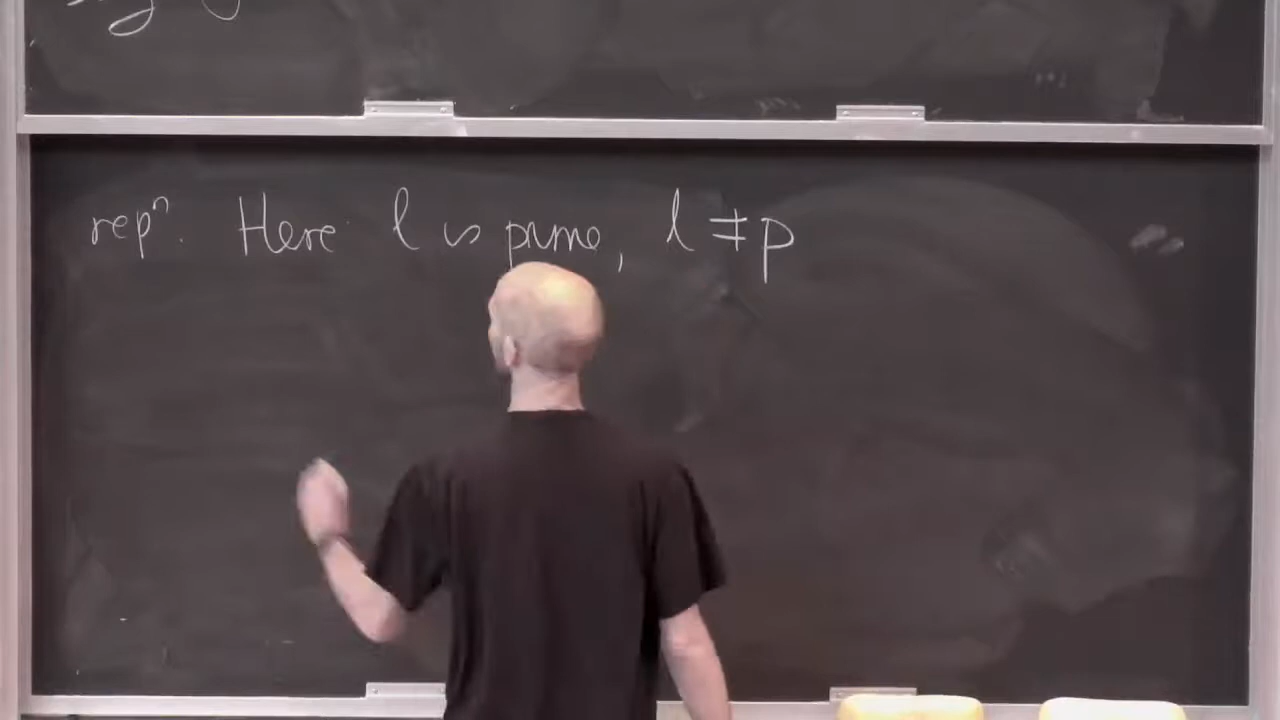 repⁿ. Here l is prime, l ≠ p